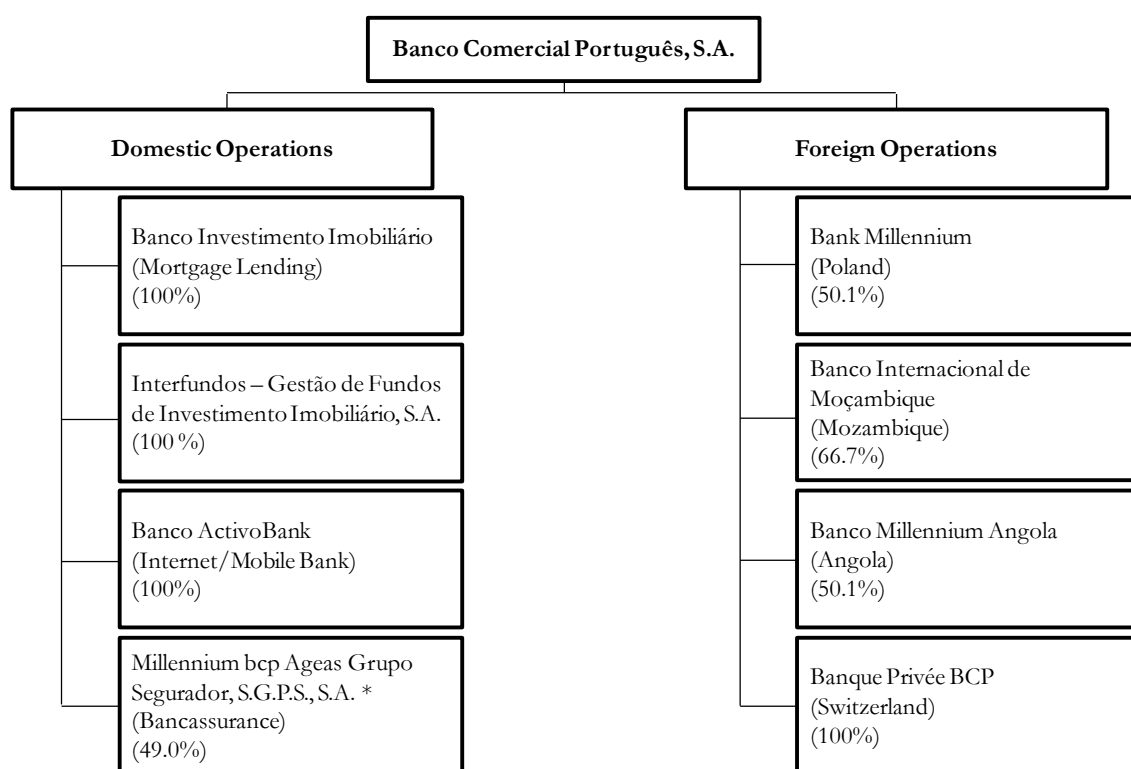 Banco Comercial Português, S.A.
Domestic Operations
Banco Investimento Imobiliário
(Mortgage Lending)
(100%)
Interfundos – Gestão de Fundos
de Investimento Imobiliário, S.A.
(100 %)
Banco ActivoBank
(Internet/Mobile Bank)
(100%)
Millennium bcp Ageas Grupo
Segurador, S.G.P.S., S.A. *
(Bancassurance)
(49.0%)
Foreign Operations
Bank Millennium
(Poland)
(50.1%)
Banco Internacional de
Moçambique
(Mozambique)
(66.7%)
Banco Millennium Angola
(Angola)
(50.1%)
Banque Privée BCP
(Switzerland)
(100%)